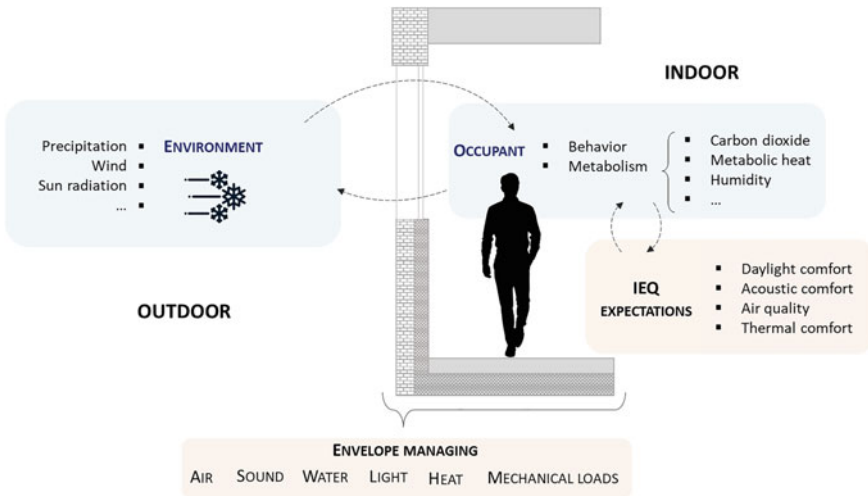 INDOOR
Precipitation ▪
Wind ▪
Sun radiation ▪
... ▪
ENVIRONMENT
OCCUPANT
▪ Behavior
▪ Metabolism
▪ Carbon dioxide
▪ Metabolic heat
▪ Humidity
▪ ...
OUTDOOR
IEQ
EXPECTATIONS
▪ Daylight comfort
▪ Acoustic comfort
▪ Air quality
▪ Thermal comfort
ENVELOPE MANAGING
AIR SOUND WATER LIGHT HEAT MECHANICAL LOADS